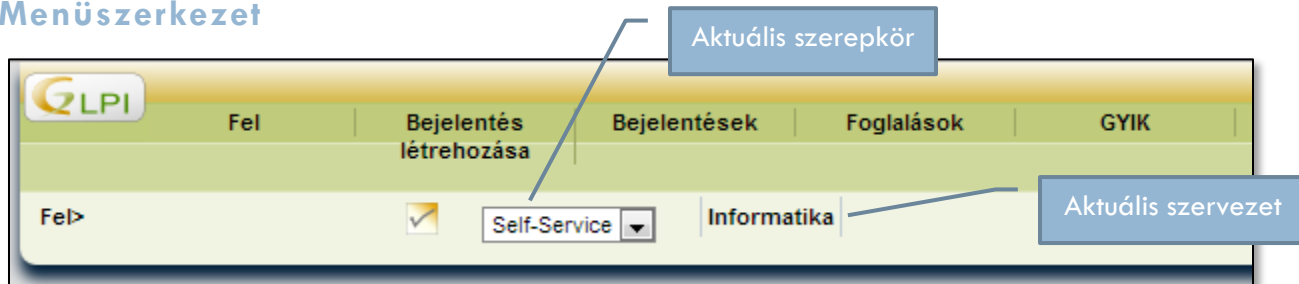 Menüszerkezet
Aktuális szerepkör
GLPI
Fel
Bejelentés
létrehozása
Bejelentések
Foglalások
GYIK
Fel>
Self-Service
Informatika
Aktuális szervezet